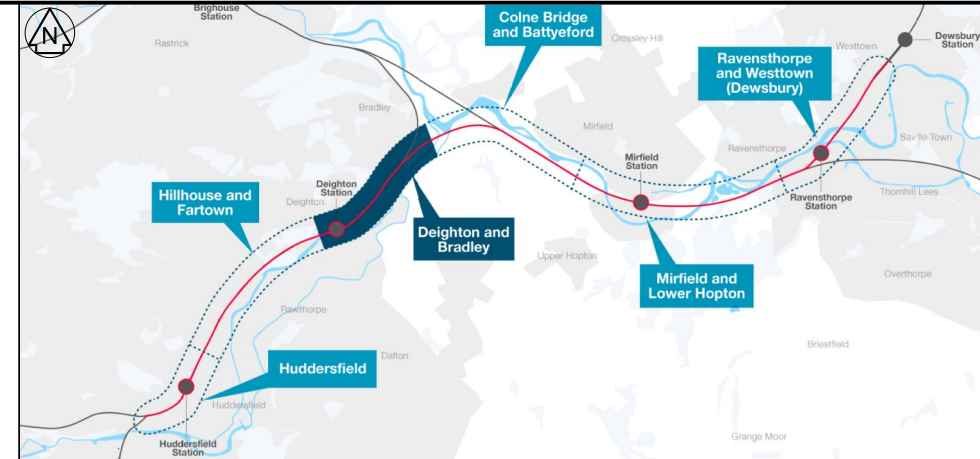 Brighouse
Station
N
Rastrick
Colne Bridge
and Battyeford
Crossley Hill
Westtown
Dewsbury
Station
Ravensthorpe
and Westtown
(Dewsbury)
Bradley
Mirfield
Ravensthorpe
Saville Town
Mirfield
Station
Deighton
Station
Deighton
Hillhouse and
Fartown
Ravensthorpe
Station
Thornhill Lees
Deighton and
Bradley
Upper Hopton
Mirfield and
Lower Hopton
Overthorpe
Rawthorpe
Briestfield
Dalton
Huddersfield
Huddersfield
Huddersfield
Station
Grange Moor